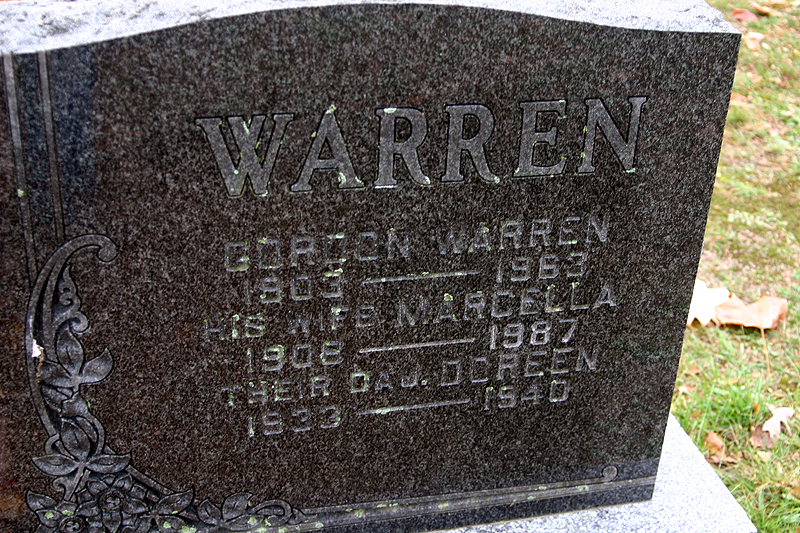 WARREN
GORDON WARREN
1903 — 1963
HIS WIFE MARCELLA
1908 — 1987
THEIR DAU. DOREEN
1933 — 1940